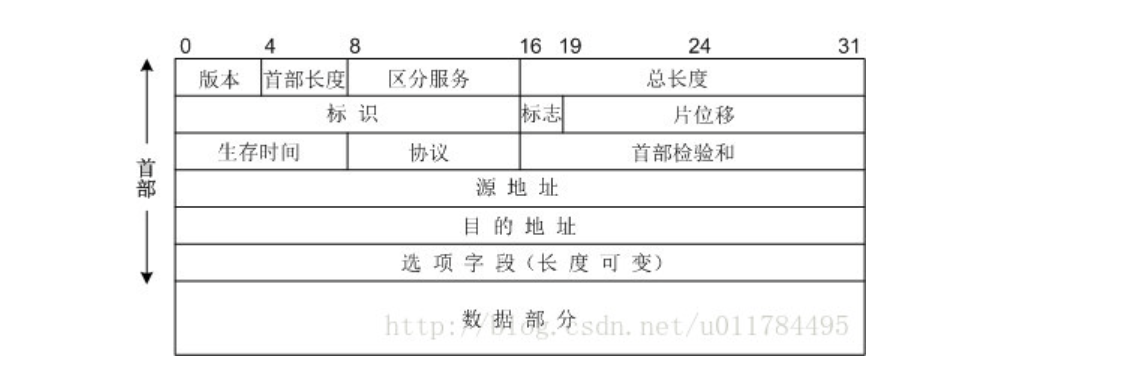 0 4 8 16 19 24 31
版本 首部长度 区分服务 总长度
标 识 标志 片位移
生存时间 协议 首部检验和
首部
源 地 址
目 的 地 址
选 项 字 段 (长 度 可 变)
数 据 部 分
http://blog.csdn.net/u011784495